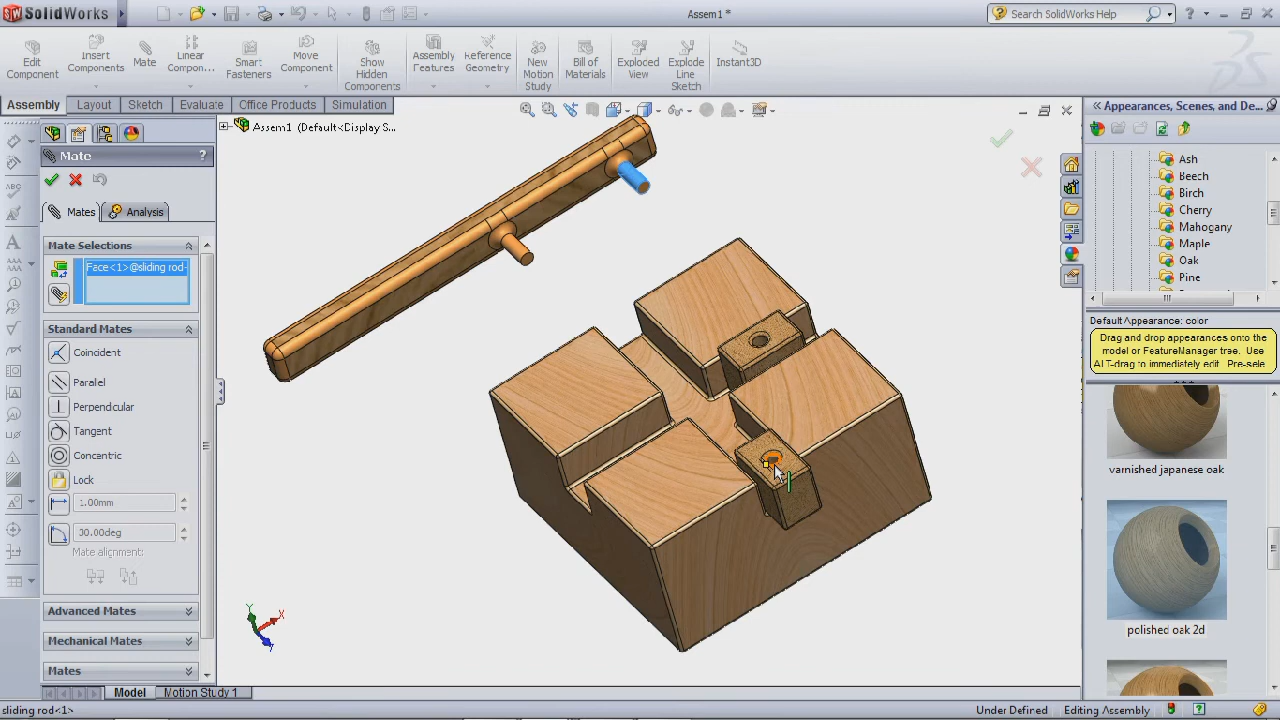 SolidWorks
Assem1 *
Search SolidWorks Help
?
Edit
Component
Insert
Components
Mate
Linear
Compon...
Smart
Fasteners
Move
Component
Show
Hidden
Components
Assembly
Features
Reference
Geometry
New
Motion
Study
Bill of
Materials
Exploded
View
Explode
Line
Sketch
Instant3D
Assembly
Layout
Sketch
Evaluate
Office Products
Simulation
Assem1 (Default<Display S...
Mate
?
Mates
Analysis
Mate Selections
Face<1>@sliding rod-
Standard Mates
Coincident
Parallel
Perpendicular
Tangent
Concentric
Lock
1.00mm
30.00deg
Mate alignment:
Advanced Mates
Mechanical Mates
Mates
Y
X
Z
Appearances, Scenes, and De...
Ash
Beech
Birch
Cherry
Mahogany
Maple
Oak
Pine
Default Appearance: color
Drag and drop appearances onto the
model or FeatureManager tree. Use
ALT-drag to immediately edit. Pre-sele
varnished japanese oak
polished oak 2d
Model
Motion Study 1
sliding rod<1>
Under Defined
Editing Assembly